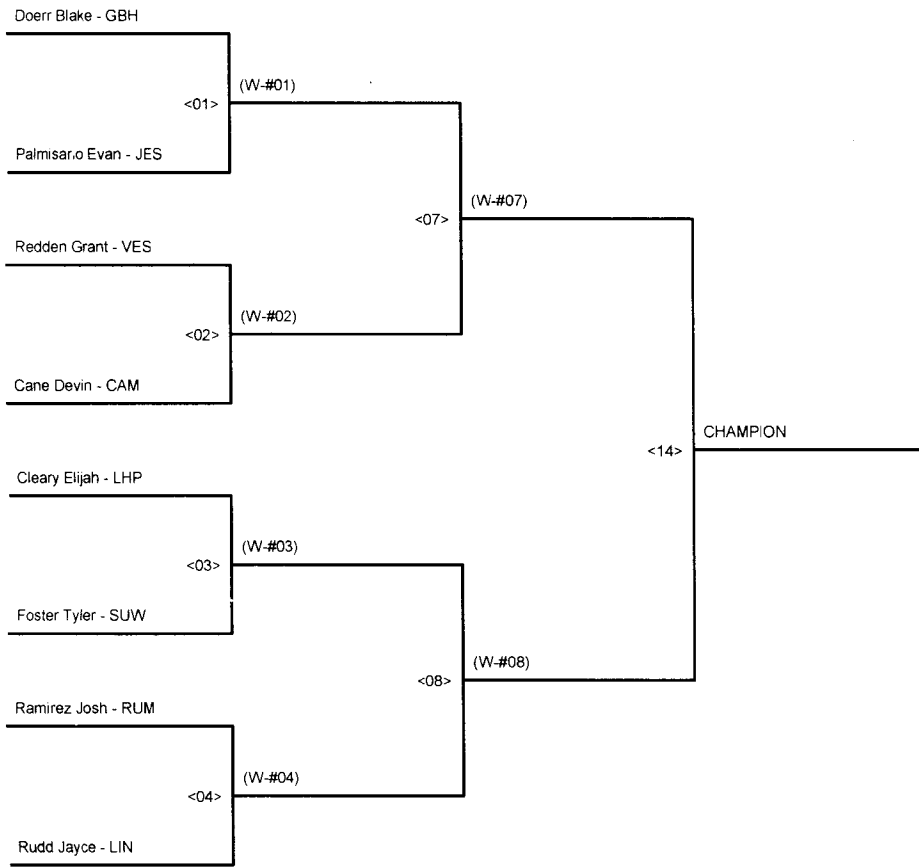 Doerr Blake - GBH
(W-#01)
<01>
Palmisano Evan - JES
(W-#07)
<07>
Redden Grant - VES
(W-#02)
<02>
Cane Devin - CAM
CHAMPION
<14>
Cleary Elijah - LHP
(W-#03)
<03>
Foster Tyler - SUW
(W-#08)
<08>
Ramirez Josh - RUM
(W-#04)
<04>
Rudd Jayce - LIN